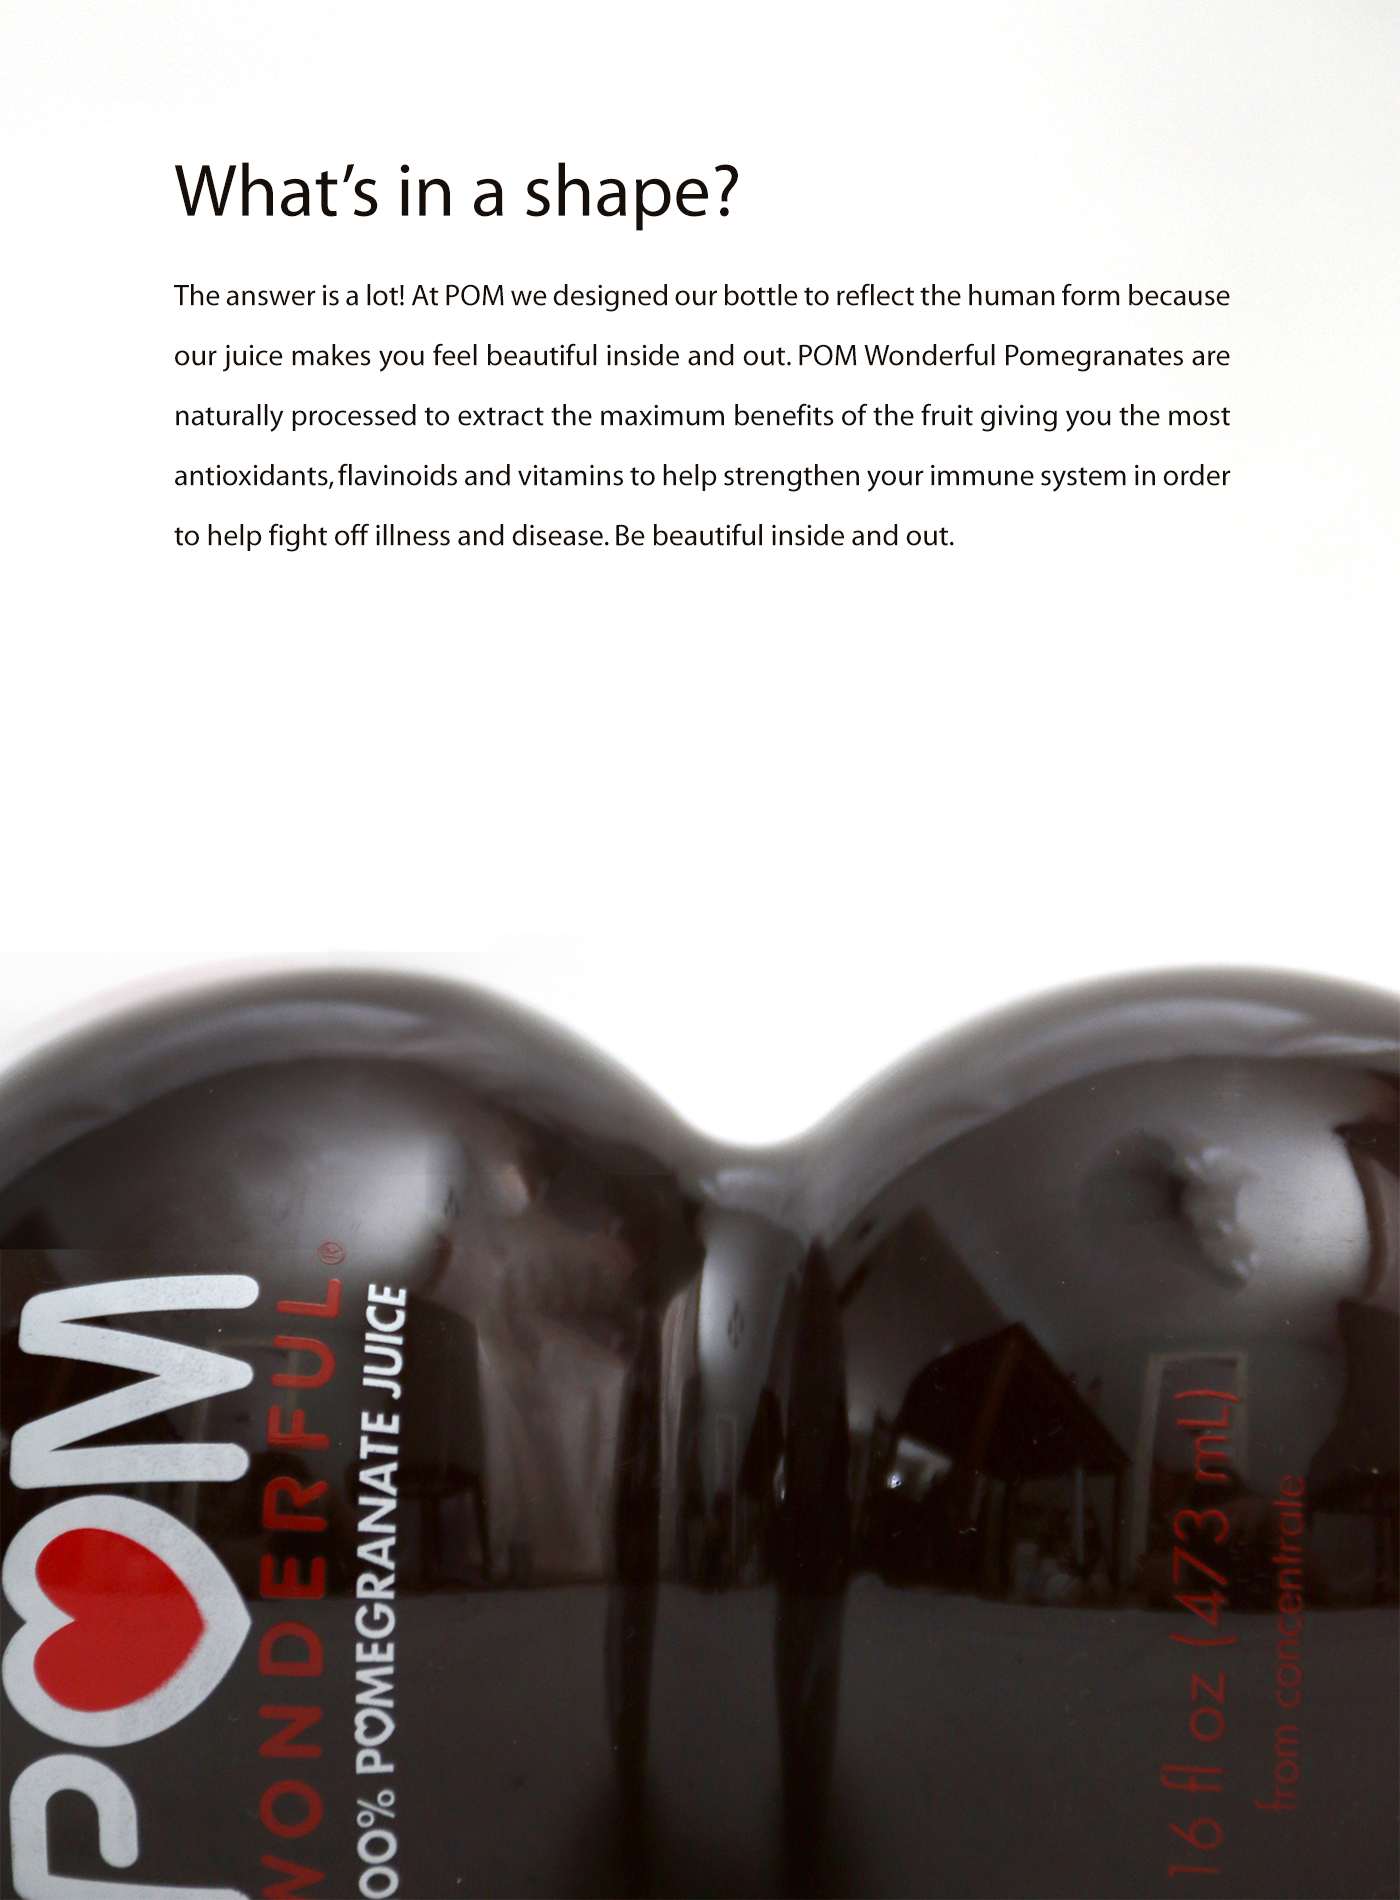 What’s in a shape?
The answer is a lot! At POM we designed our bottle to reflect the human form because
our juice makes you feel beautiful inside and out. POM Wonderful Pomegranates are
naturally processed to extract the maximum benefits of the fruit giving you the most
antioxidants, flavinoids and vitamins to help strengthen your immune system in order
to help fight off illness and disease. Be beautiful inside and out.
POM
WONDERFUL®
00% POMEGRANATE JUICE
16 fl oz (473 mL)
from concentrate